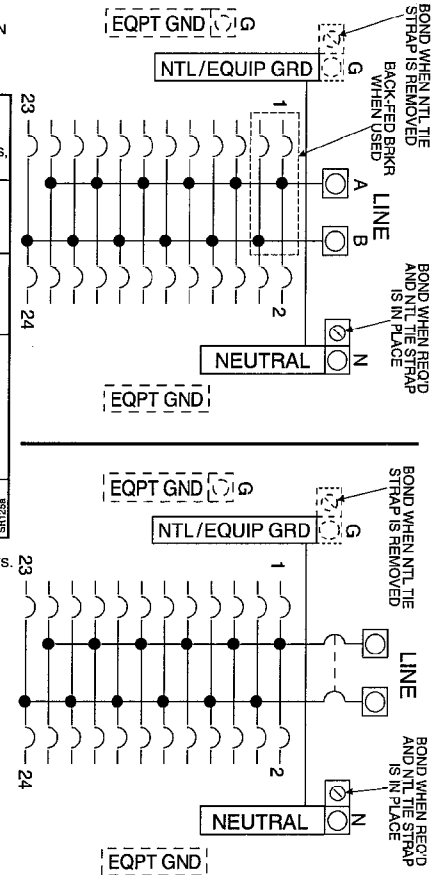 BOND WHEN NTL TIE
STRAP IS REMOVED
EQPT GND
G
NTL/EQUIP GRD
G
BACK-FED BRKR
WHEN USED
A
LINE
B
BOND WHEN REQ'D
AND NTL TIE STRAP
IS IN PLACE
N
NEUTRAL
EQPT GND
1
2
23
24
BOND WHEN NTL TIE
STRAP IS REMOVED
EQPT GND
G
NTL/EQUIP GRD
G
LINE
BOND WHEN REQ'D
AND NTL TIE STRAP
IS IN PLACE
N
NEUTRAL
EQPT GND
1
2
23
24